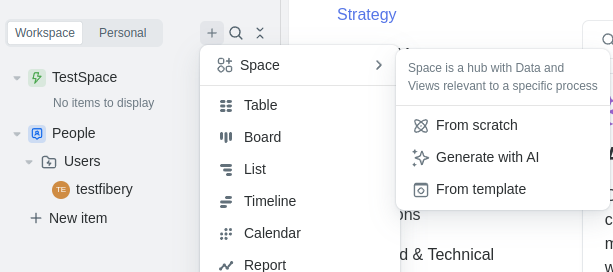 Strategy
Workspace
Personal
Space
TestSpace
No items to display
People
Users
TE
testfibery
New item
Table
Board
List
Timeline
Calendar
Report
Space is a hub with Data and
Views relevant to a specific process
From scratch
Generate with AI
From template
ons
d & Technical